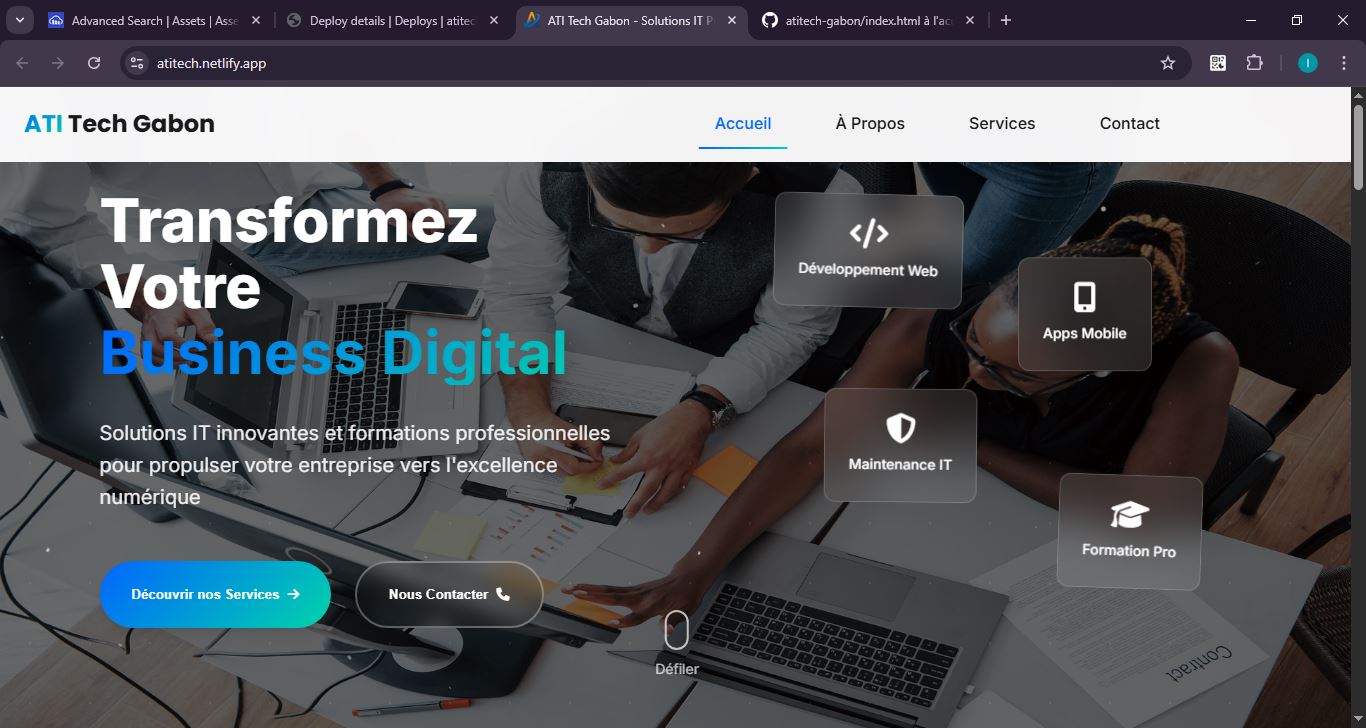 Advanced Search | Assets | Asse
Deploy details | Deploys | atitec
ATI Tech Gabon - Solutions IT P
atitech-gabon/index.html à l'ac
atitech.netlify.app
I
ATI Tech Gabon
Accueil
À Propos
Services
Contact
Transformez
Votre
Business Digital
Solutions IT innovantes et formations professionnelles
pour propulser votre entreprise vers l'excellence
numérique
Découvrir nos Services
Nous Contacter
Développement Web
Apps Mobile
Maintenance IT
Formation Pro
Défiler
Contract